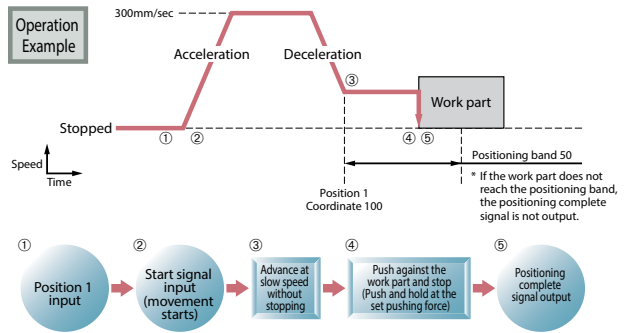 Operation
Example
300mm/sec
Acceleration
Deceleration
③
Work part
Stopped
①
②
④
⑤
Speed
Time
Positioning band 50
Position 1
Coordinate 100
* If the work part does not
reach the positioning band,
the positioning complete
signal is not output.
①
Position 1
input
②
Start signal
input
(movement
starts)
③
Advance at
slow speed
without
stopping
④
Push against the
work part and stop
(Push and hold at the
set pushing force)
⑤
Positioning
complete
signal output